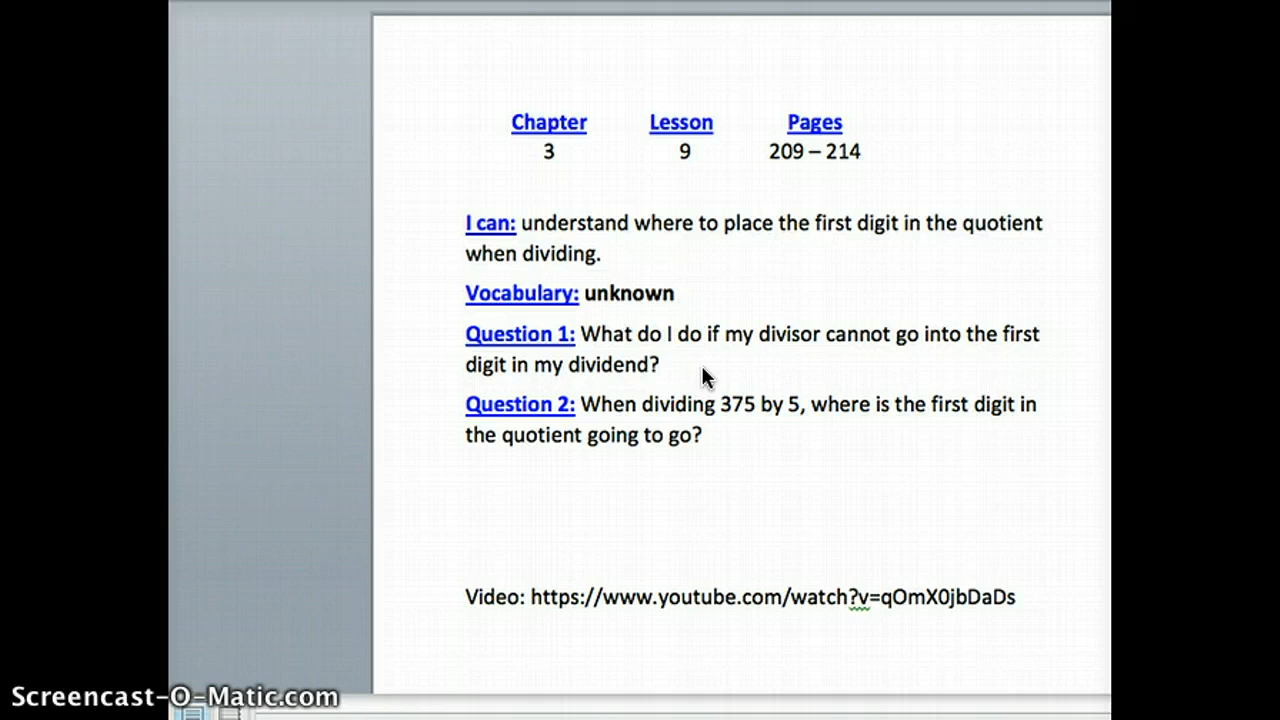 Chapter Lesson Pages
3 9 209 – 214
I can: understand where to place the first digit in the quotient
when dividing.
Vocabulary: unknown
Question 1: What do I do if my divisor cannot go into the first
digit in my dividend?
Question 2: When dividing 375 by 5, where is the first digit in
the quotient going to go?
Video: https://www.youtube.com/watch?v=qOmX0jbDaDs
Screencast-O-Matic.com